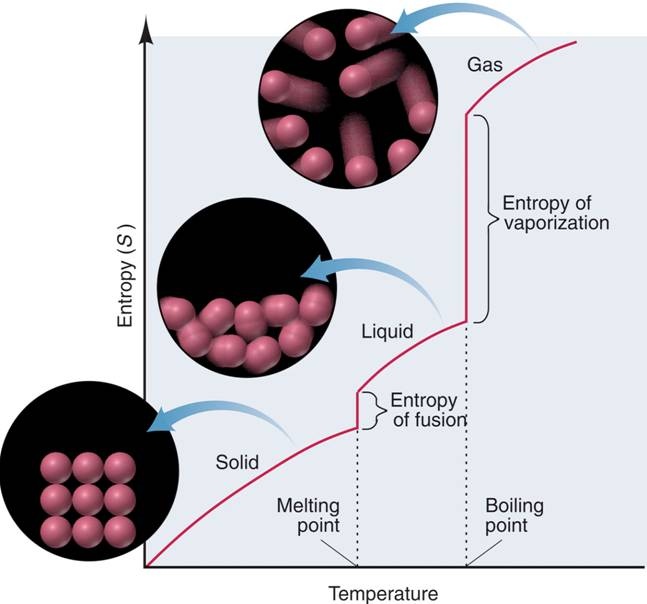 Gas
Entropy of
vaporization
Entropy (S)
Liquid
Entropy
of fusion
Solid
Melting
point
Boiling
point
Temperature